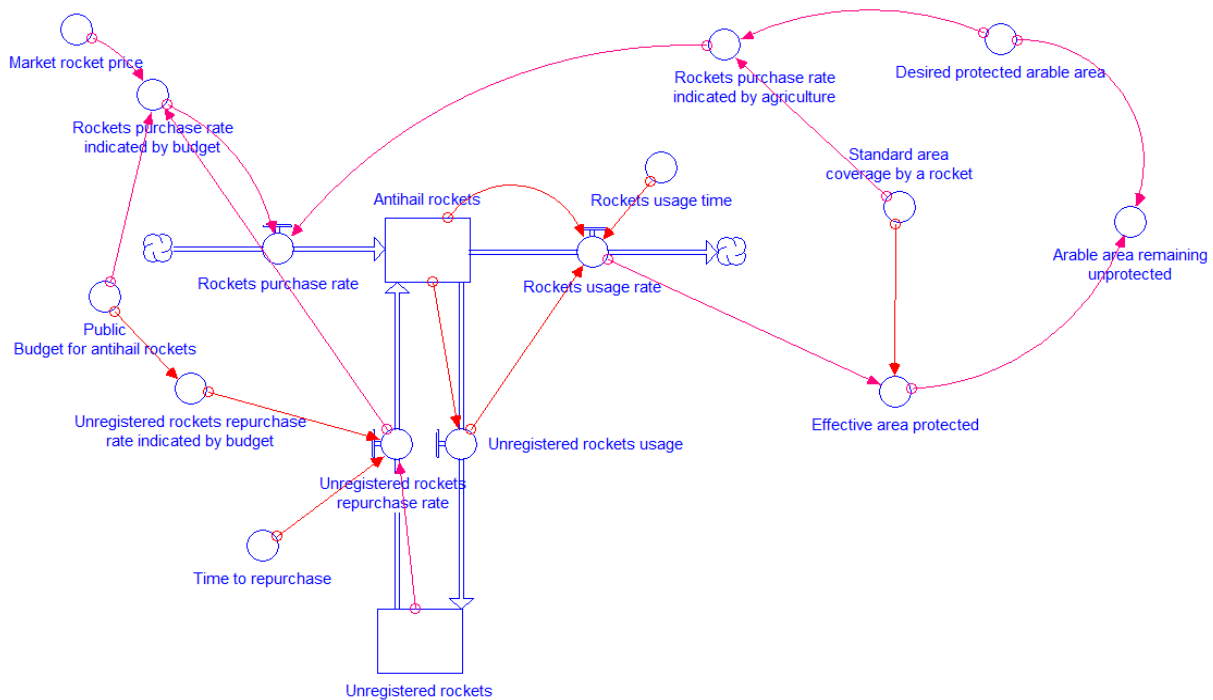 Market rocket price
Rockets purchase rate
indicated by budget
Rockets purchase rate
indicated by agriculture
Desired protected arable area
Standard area
coverage by a rocket
Antihail rockets
Rockets usage time
Rockets purchase rate
Rockets usage rate
Arable area remaining
unprotected
Public
Budget for antihail rockets
Unregistered rockets repurchase
rate indicated by budget
Unregistered rockets usage
Effective area protected
Unregistered rockets
repurchase rate
Time to repurchase
Unregistered rockets